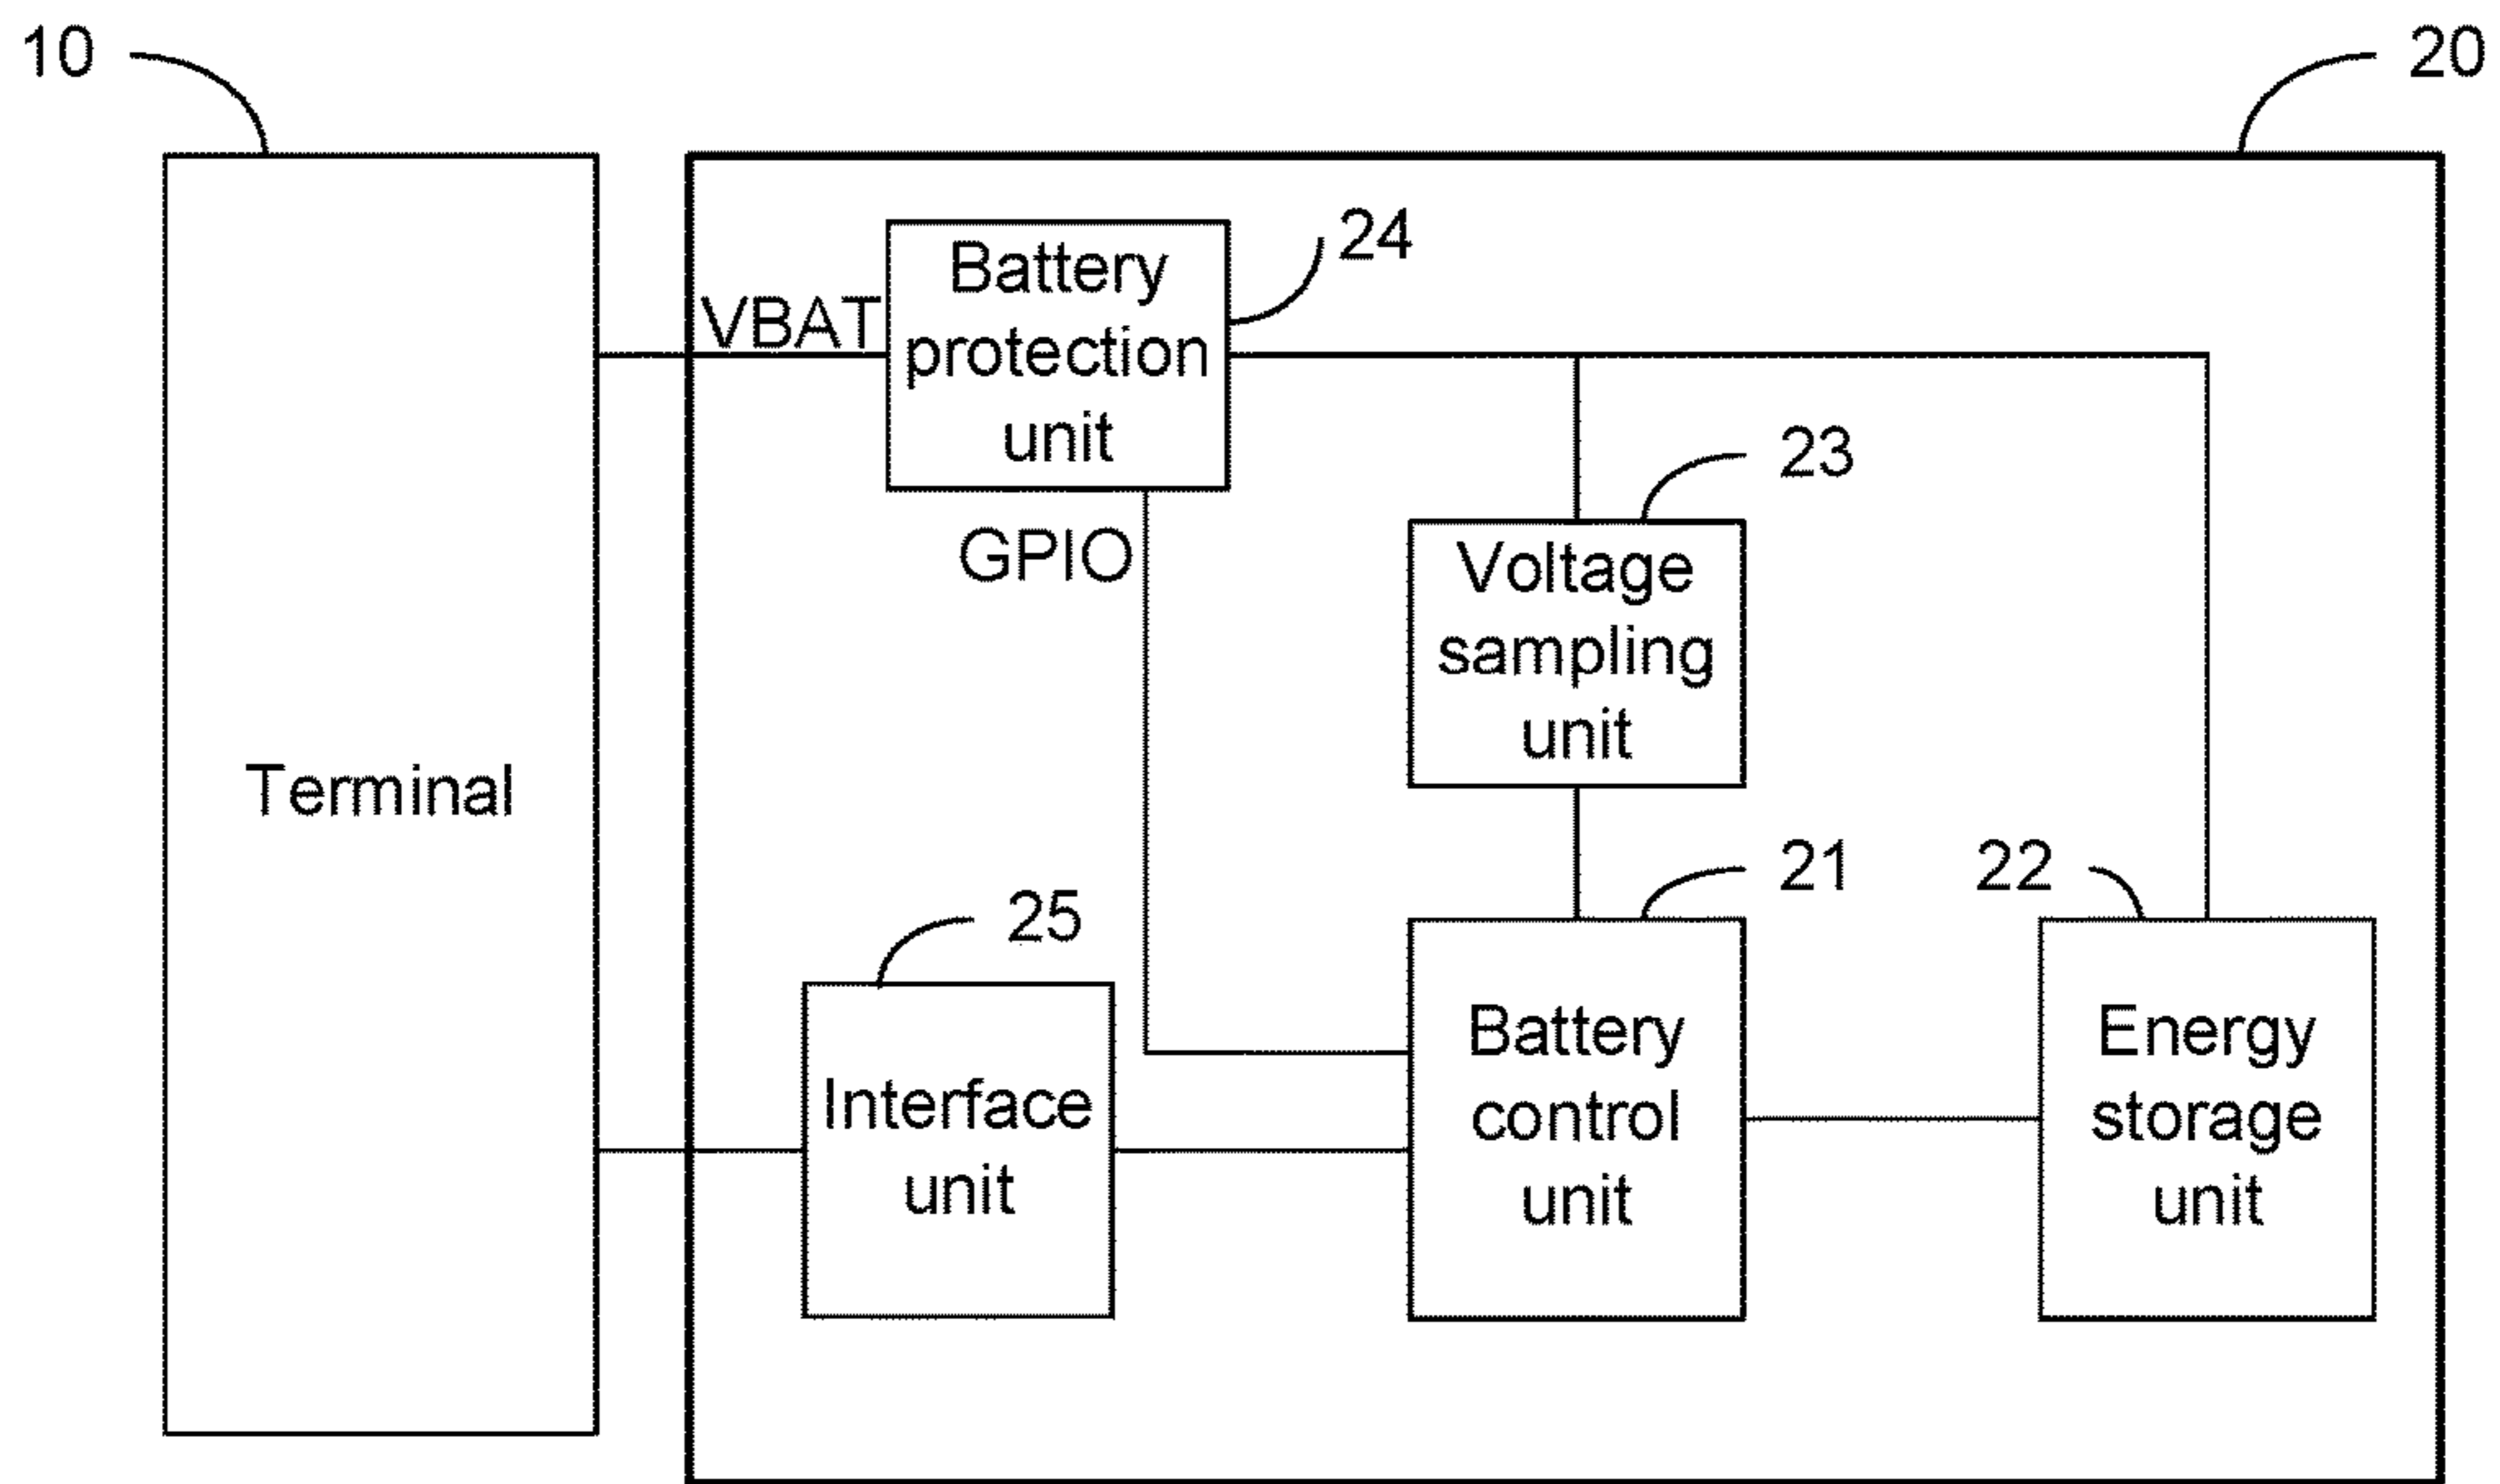 10
20
24
Battery
protection
unit
VBAT
GPIO
23
Voltage
sampling
unit
Terminal
21
22
25
Battery
control
unit
Energy
storage
unit
Interface
unit